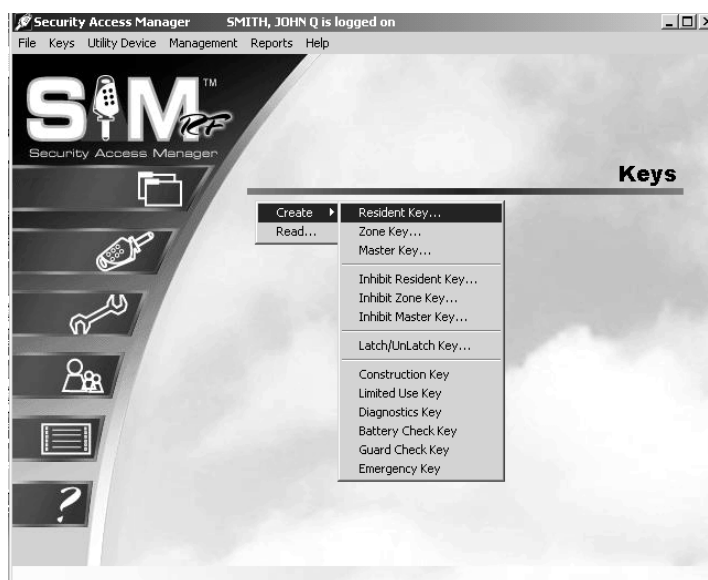 Security Access Manager SMITH, JOHN Q is logged on
File Keys Utility Device Management Reports Help
SAM TM
RF
Security Access Manager
Keys
Create
Read...
Resident Key...
Zone Key...
Master Key...
Inhibit Resident Key...
Inhibit Zone Key...
Inhibit Master Key...
Latch/UnLatch Key...
Construction Key
Limited Use Key
Diagnostics Key
Battery Check Key
Guard Check Key
Emergency Key
?